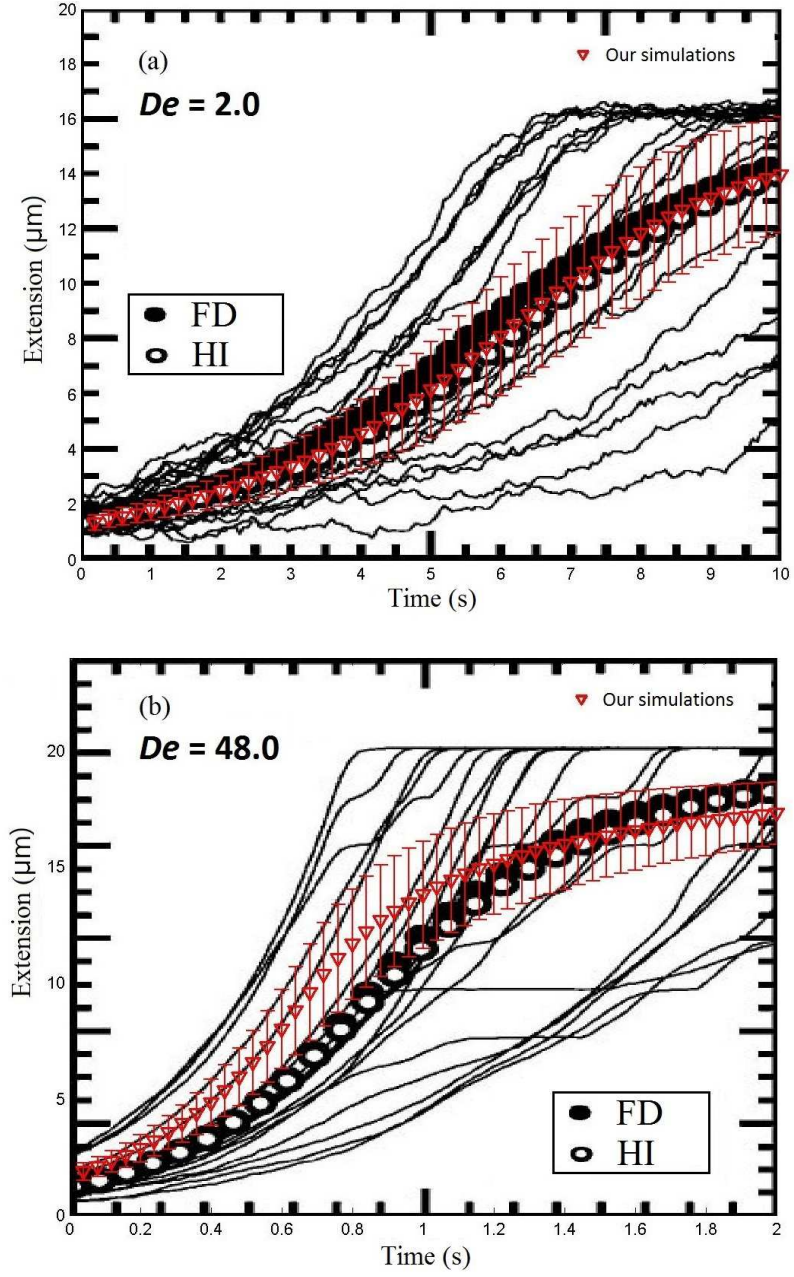 20
18
16
14
12
10
8
6
4
2
0
Extension (µm)
(a)
De = 2.0
Our simulations
FD
HI
0 1 2 3 4 5 6 7 8 9 10
Time (s)
20
15
10
5
0
Extension (µm)
(b)
De = 48.0
Our simulations
FD
HI
0 0.2 0.4 0.6 0.8 1 1.2 1.4 1.6 1.8 2
Time (s)